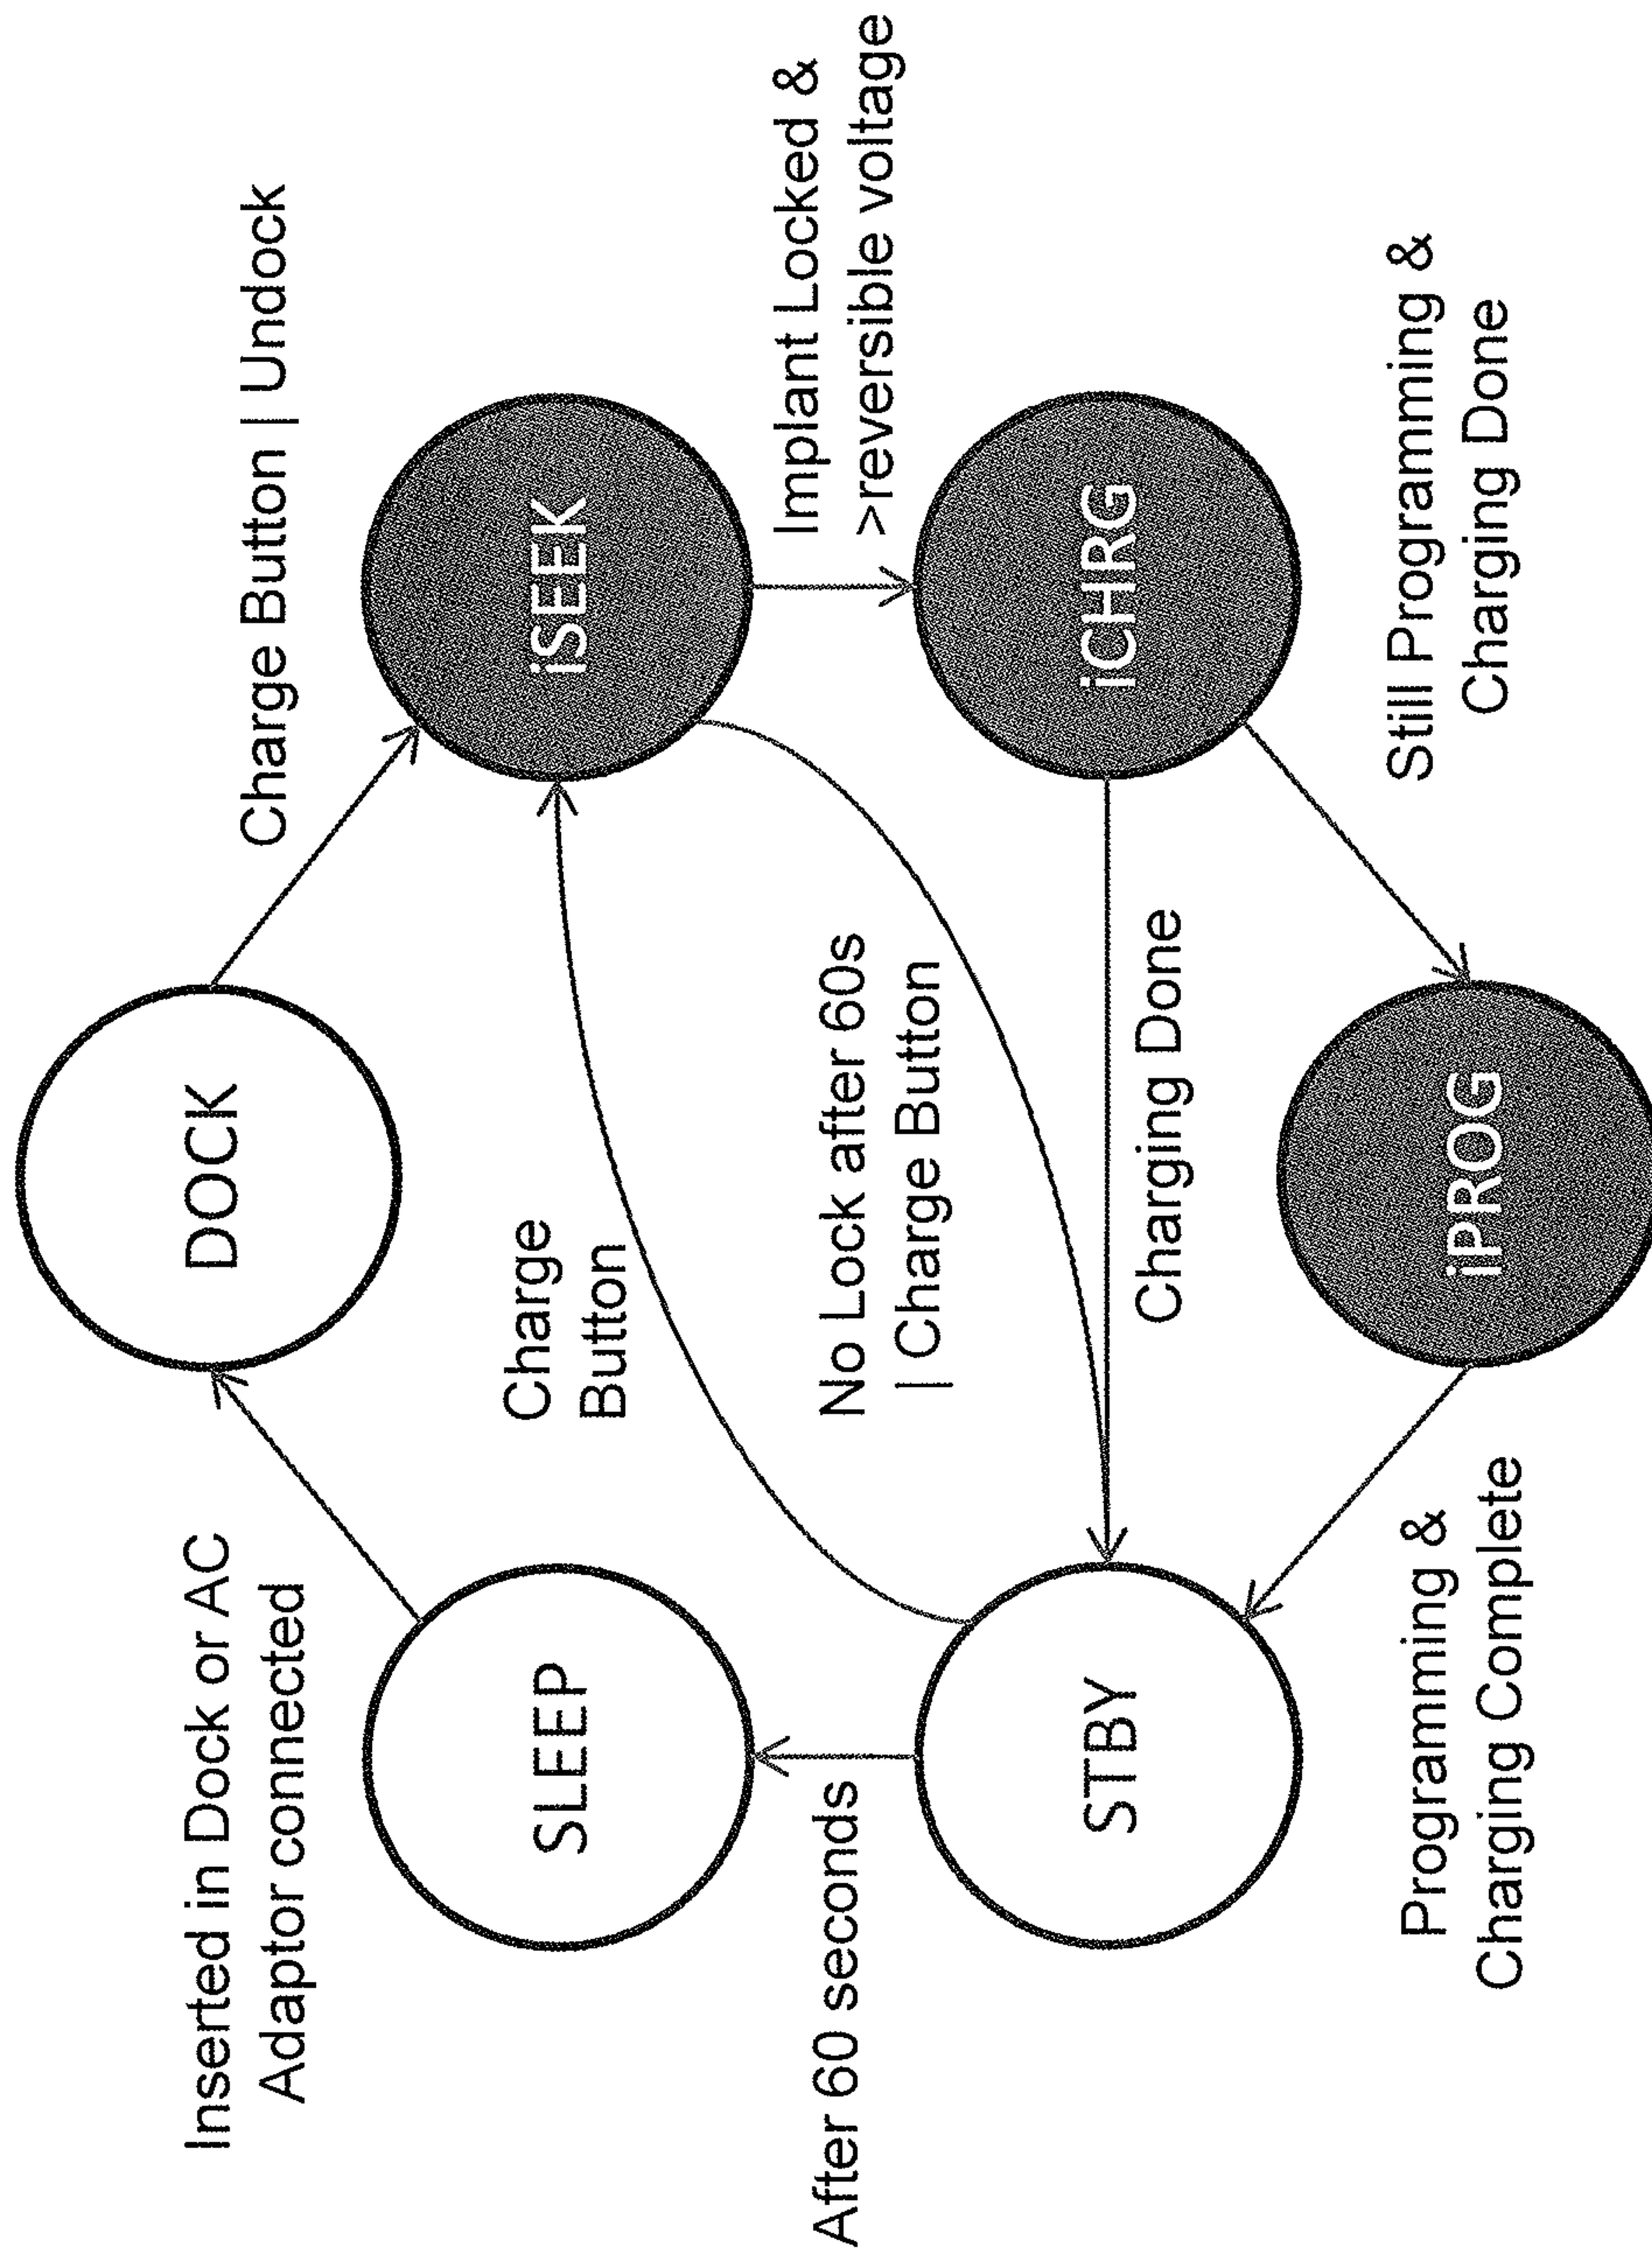 DOCK
Inserted in Dock or AC
Adaptor connected
Charge Button | Undock
SLEEP
iSEEK
Charge
Button
After 60 seconds
No Lock after 60s
| Charge Button
Implant Locked &
>reversible voltage
STBY
iCHRG
Charging Done
Programming &
Charging Complete
iPROG
Still Programming &
Charging Done